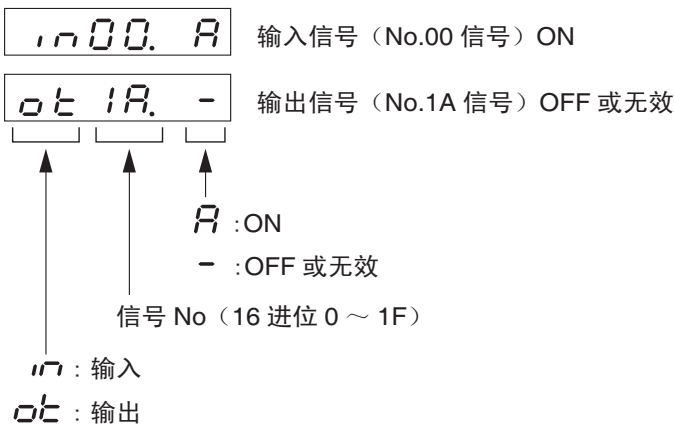 in00. A 输入信号（No.00 信号）ON
ot 1A. - 输出信号（No.1A 信号）OFF 或无效
A :ON
- :OFF 或无效
信号 No（16 进位 0 ～ 1F）
in : 输入
ot : 输出